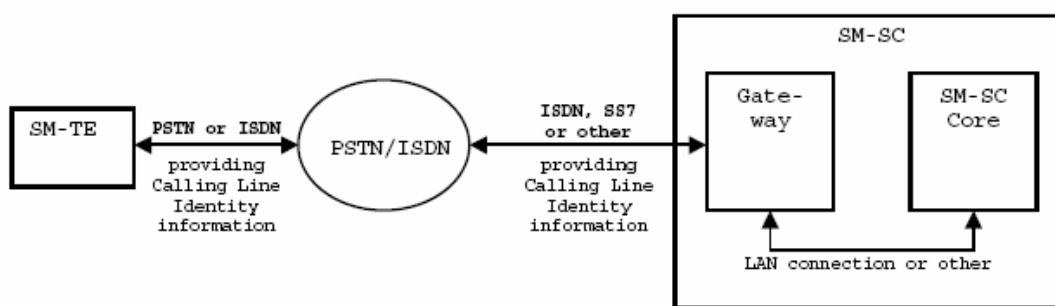 SM-SC
SM-TE
PSTN or ISDN
providing
Calling Line
Identity
information
PSTN/ISDN
ISDN, SS7
or other
providing
Calling Line
Identity
information
Gate-
way
SM-SC
Core
LAN connection or other